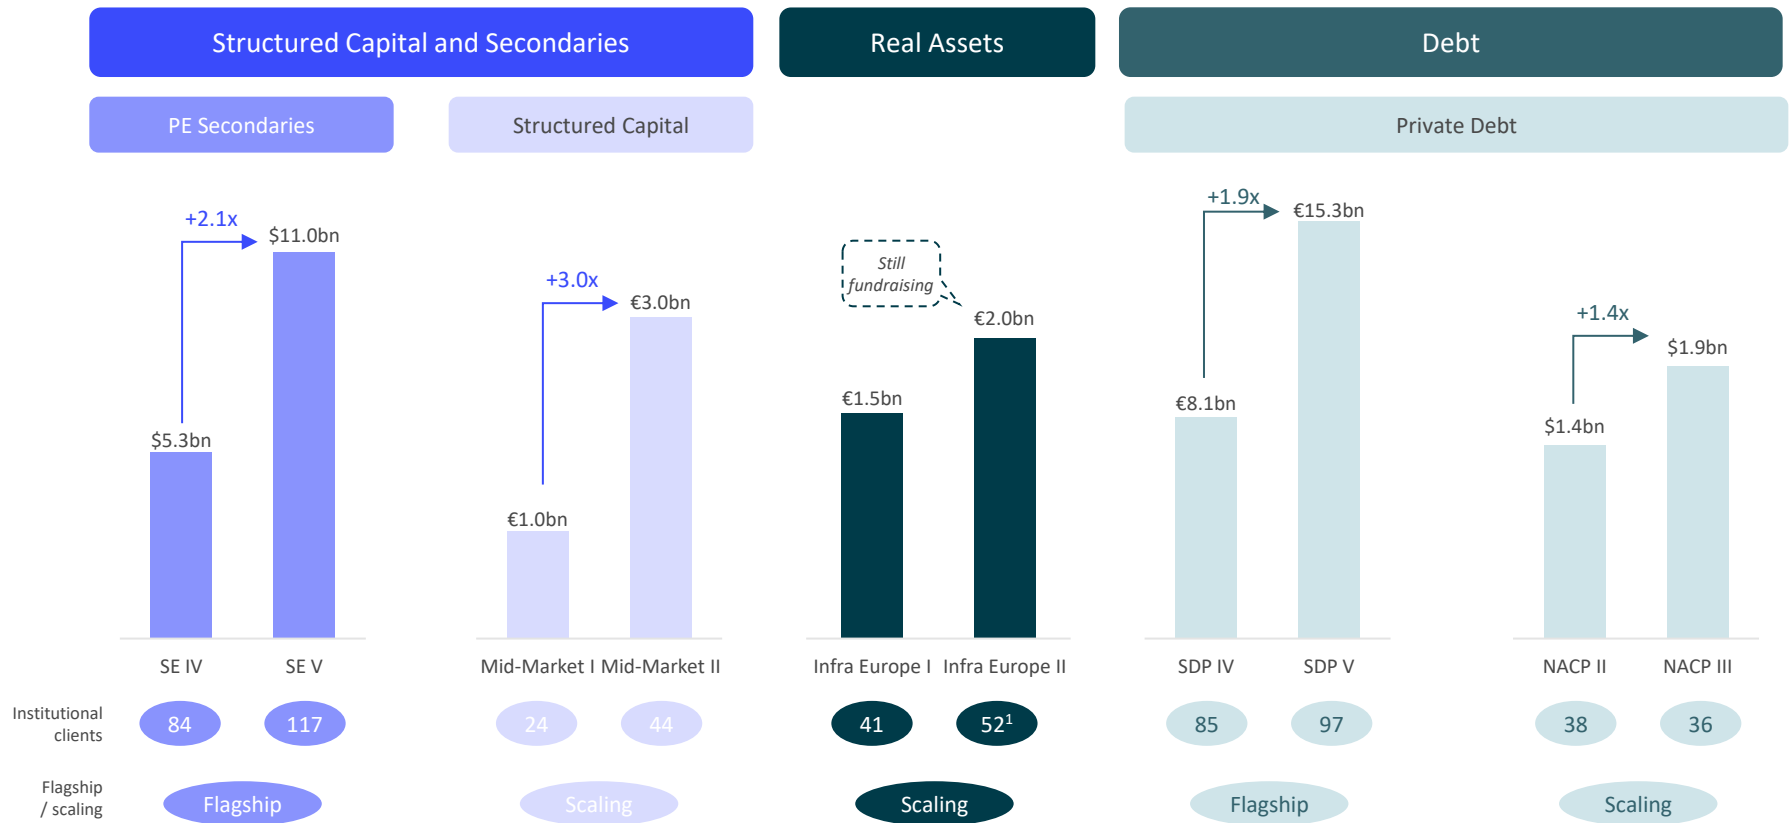 Structured Capital and Secondaries
Real Assets
Debt
PE Secondaries
Structured Capital
Private Debt
+2.1x
$11.0bn
$5.3bn
+3.0x
€3.0bn
€1.0bn
Still
fundraising
€2.0bn
€1.5bn
+1.9x
€15.3bn
€8.1bn
+1.4x
$1.9bn
$1.4bn
SE IV
SE V
Mid-Market I
Mid-Market II
Infra Europe I
Infra Europe II
SDP IV
SDP V
NACP II
NACP III
Institutional
clients
84
117
24
44
41
52¹
85
97
38
36
Flagship
/ scaling
Flagship
Scaling
Scaling
Flagship
Scaling